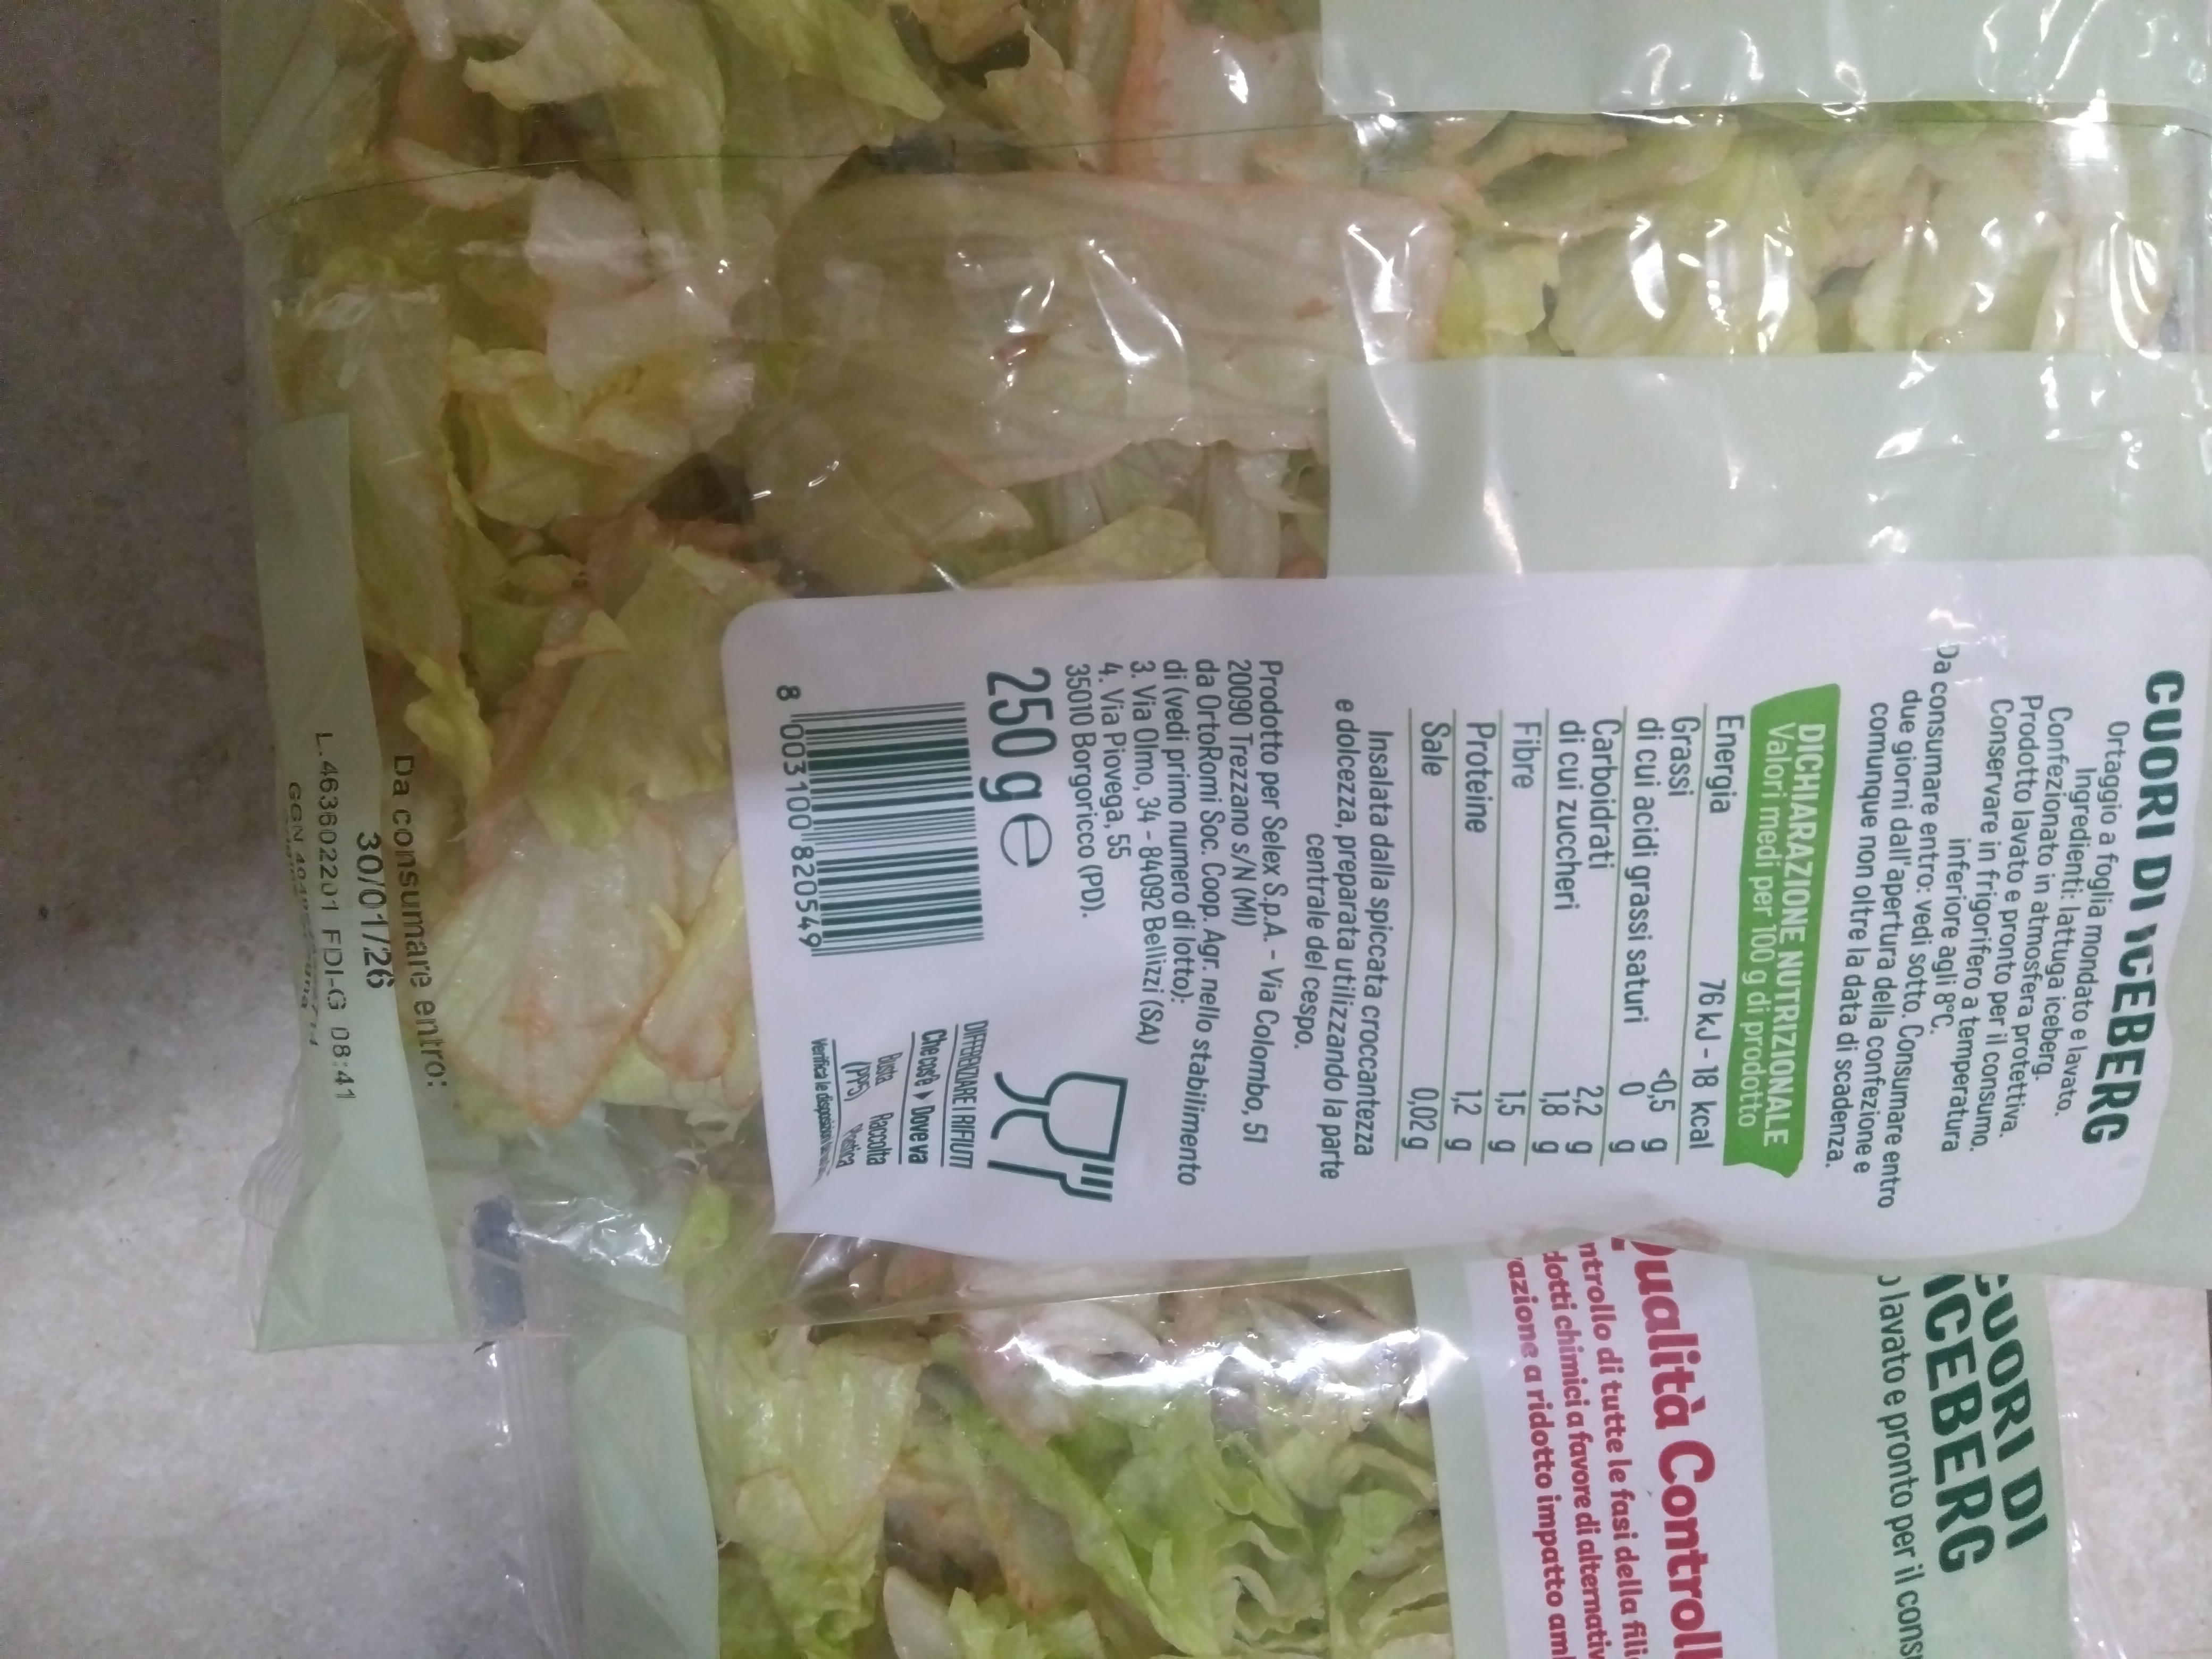 CUORI DI ICEBERG
Ortaggio a foglia mondato e lavato.
Ingredienti: lattuga iceberg.
Confezionato in atmosfera protettiva.
Prodotto lavato e pronto per il consumo.
Conservare in frigorifero a temperatura
inferiore agli 8°C.
Da consumare entro: vedi sotto. Consumare entro
due giorni dall'apertura della confezione e
comunque non oltre la data di scadenza.
DICHIARAZIONE NUTRIZIONALE
Valori medi per 100 g di prodotto
Energia 76 kJ - 18 kcal
Grassi <0,5 g
di cui acidi grassi saturi 0 g
Carboidrati 2,2 g
di cui zuccheri 1,8 g
Fibre 1,5 g
Proteine 1,2 g
Sale 0,02 g
Insalata dalla spiccata croccantezza
e dolcezza, preparata utilizzando la parte
centrale del cespo.
Prodotto per Selex S.p.A. - Via Colombo, 51
20090 Trezzano s/N (MI)
da OrtoRomi Soc. Coop. Agr. nello stabilimento
di (vedi primo numero di lotto):
3. Via Olmo, 34 - 84092 Bellizzi (SA)
4. Via Piovega, 55
35010 Borgoricco (PD).
250 g e
8 003100 820549
DIFFERENZIARE I RIFIUTI
Che cos'è Dove va
Busta Raccolta
(PP5) Plastica
Verifica le disposizioni
Da consumare entro:
30/01/26
L.463602201 FDI-G 08:41
GGN
CUORI DI
ICEBERG
lavato e pronto per il cons
Qualità Controll
ntrollo di tutte le fasi della fili
dotti chimici a favore di alternativ
azione a ridotto impatto am